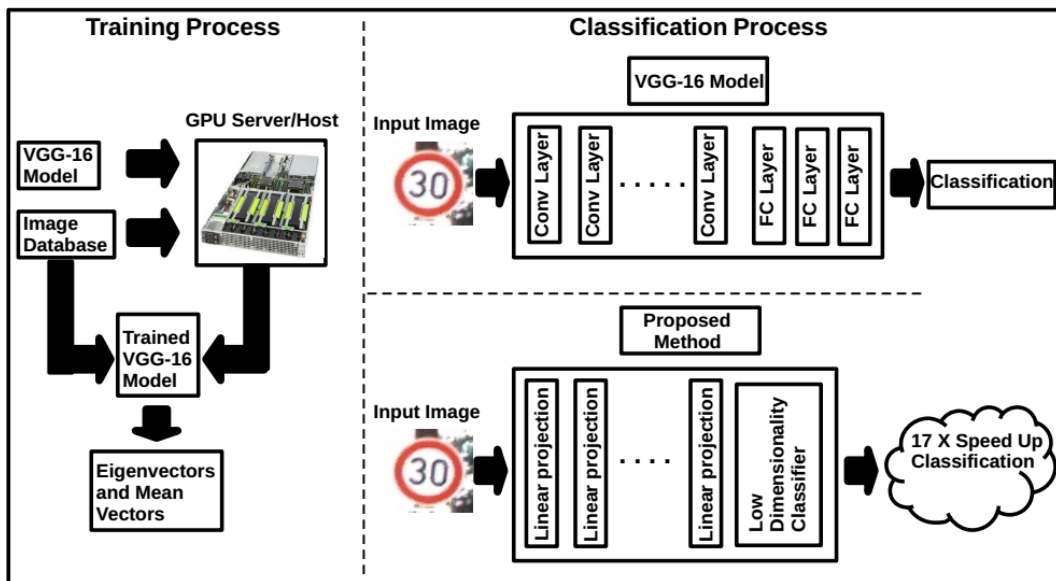 Training Process
GPU Server/Host
VGG-16
Model
Image
Database
Trained
VGG-16
Model
Eigenvectors
and Mean
Vectors
Classification Process
VGG-16 Model
Input Image
30
Conv Layer
Conv Layer
. . . . .
Conv Layer
FC Layer
FC Layer
FC Layer
Classification
Proposed
Method
Input Image
30
Linear projection
Linear projection
. . . .
Linear projection
Low
Dimensionality
Classifier
17 X Speed Up
Classification